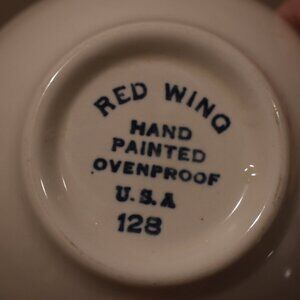 RED WING
HAND
PAINTED
OVENPROOF
U.S.A
128